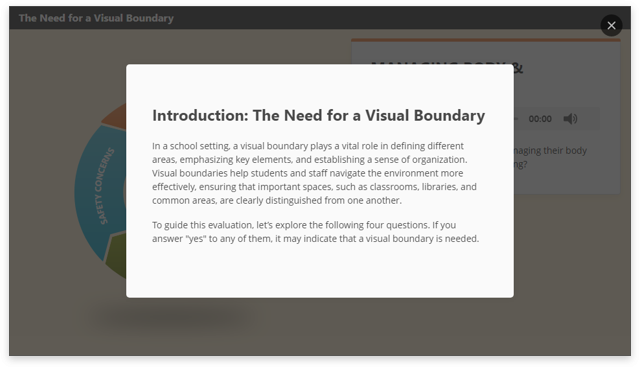 The Need for a Visual Boundary
MANAGING BODY &
00:00
naging their body
SAFETY CONCERNS
Introduction: The Need for a Visual Boundary
In a school setting, a visual boundary plays a vital role in defining different
areas, emphasizing key elements, and establishing a sense of organization.
Visual boundaries help students and staff navigate the environment more
effectively, ensuring that important spaces, such as classrooms, libraries, and
common areas, are clearly distinguished from one another.
To guide this evaluation, let's explore the following four questions. If you
answer "yes" to any of them, it may indicate that a visual boundary is needed.